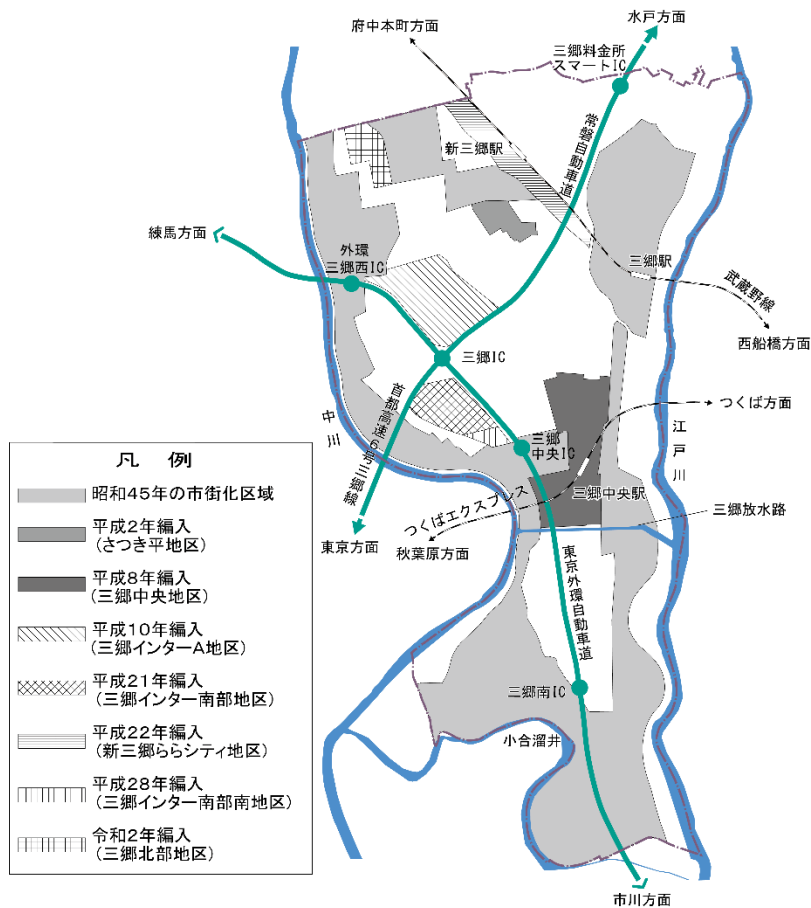 水戸方面
府中本町方面
三郷料金所
スマートIC
常磐自動車道
新三郷駅
練馬方面
外環
三郷西IC
三郷駅
武蔵野線
西船橋方面
三郷IC
首都高速6号三郷線
中川
つくば方面
江戸川
三郷
中央IC
三郷中央駅
つくばエクスプレス
三郷放水路
東京方面
秋葉原方面
東京外環自動車道
三郷南IC
小合溜井
市川方面
凡 例
昭和45年の市街化区域
平成2年編入
(さつき平地区)
平成8年編入
(三郷中央地区)
平成10年編入
(三郷インターA地区)
平成21年編入
(三郷インター南部地区)
平成22年編入
(新三郷ららシティ地区)
平成28年編入
(三郷インター南部南地区)
令和2年編入
(三郷北部地区)